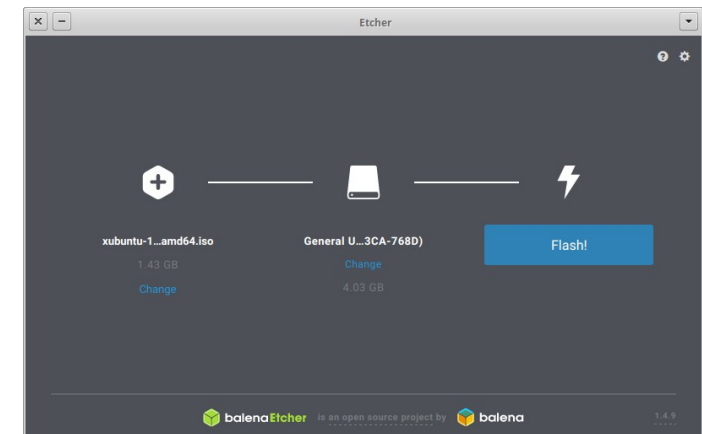 Etcher
xubuntu-1...amd64.iso
General U...3CA-768D)
Flash!
1.43 GB
Change
Change
4.03 GB
balenaEtcher is an open source project by balena
1.4.9